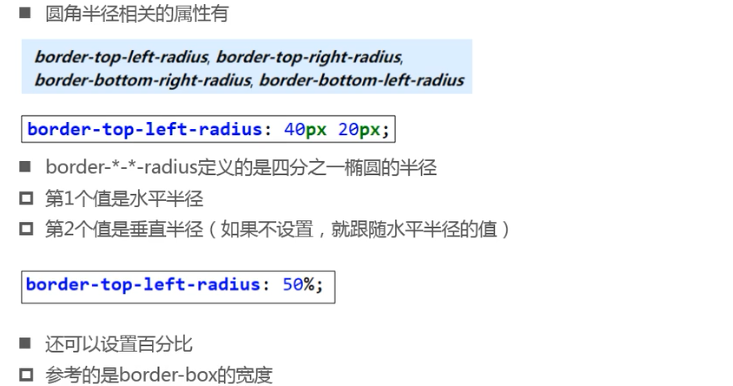 ■ 圆角半径相关的属性有
border-top-left-radius, border-top-right-radius,
border-bottom-right-radius, border-bottom-left-radius
border-top-left-radius: 40px 20px;
■ border-*-*-radius定义的是四分之一椭圆的半径
□ 第1个值是水平半径
□ 第2个值是垂直半径（如果不设置，就跟随水平半径的值）
border-top-left-radius: 50%;
■ 还可以设置百分比
□ 参考的是border-box的宽度